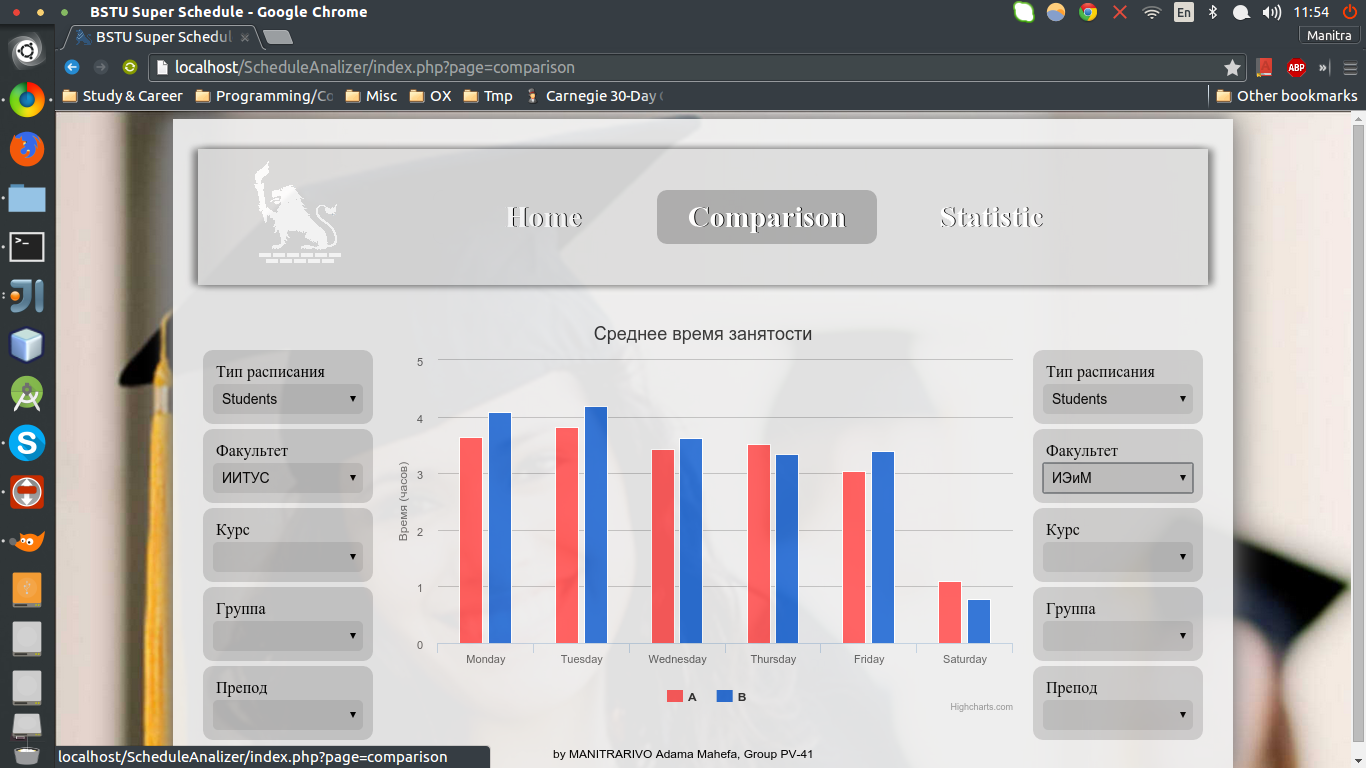 BSTU Super Schedule - Google Chrome
En
11:54
BSTU Super Schedul
Manitra
localhost/ScheduleAnalizer/index.php?page=comparison
ABP
Study & Career
Programming/Co
Misc
OX
Tmp
Carnegie 30-Day
Other bookmarks
Home
Comparison
Statistic
Тип расписания
Students
Факультет
ИИТУС
Курс
Группа
Препод
Среднее время занятости
Время (часов)
5
4
3
2
1
0
Monday
Tuesday
Wednesday
Thursday
Friday
Saturday
A
B
Highcharts.com
Тип расписания
Students
Факультет
ИЭиМ
Курс
Группа
Препод
by MANITRARIVO Adama Mahefa, Group PV-41
localhost/ScheduleAnalizer/index.php?page=comparison